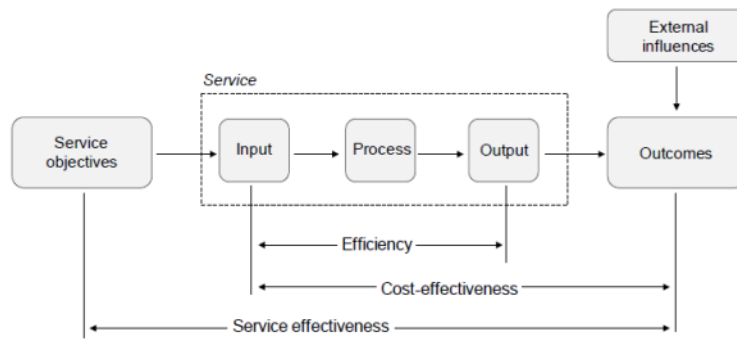 External
influences
Service
Service
objectives
Input
Process
Output
Outcomes
Efficiency
Cost-effectiveness
Service effectiveness